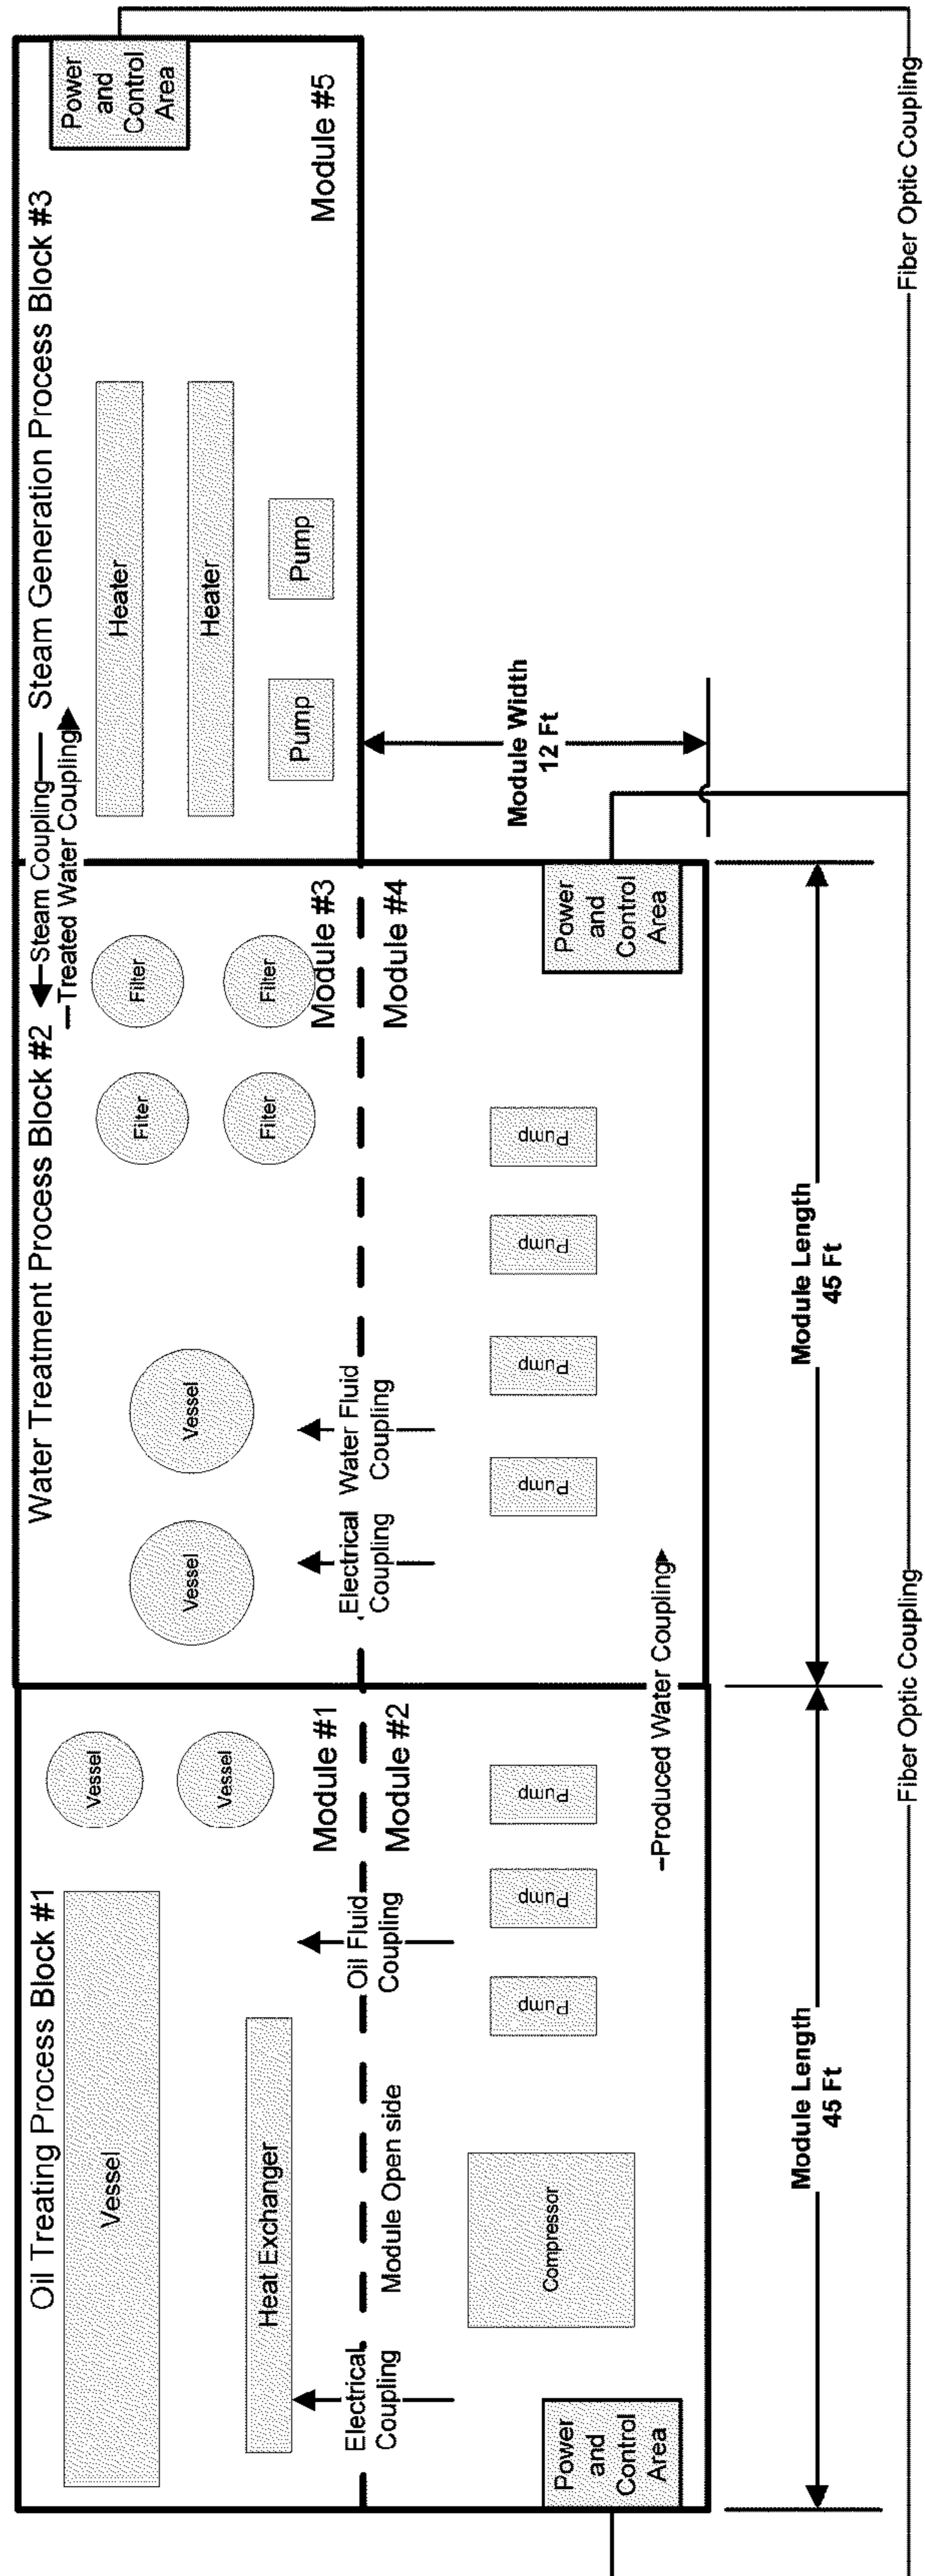 Oil Treating Process Block #1
Vessel
Vessel
Vessel
Heat Exchanger
Module #1
Electrical
Coupling
Module Open side
Oil Fluid
Coupling
Module #2
Compressor
Pump
Pump
Pump
Power
and
Control
Area
Produced Water Coupling
Water Treatment Process Block #2
Steam Coupling
Treated Water Coupling
Vessel
Vessel
Filter
Filter
Filter
Filter
Module #3
Electrical
Coupling
Water Fluid
Coupling
Module #4
Pump
Pump
Pump
Pump
Power
and
Control
Area
Steam Generation Process Block #3
Heater
Heater
Pump
Pump
Power
and
Control
Area
Module #5
Module Width
12 Ft
Module Length
45 Ft
Module Length
45 Ft
Fiber Optic Coupling
Fiber Optic Coupling